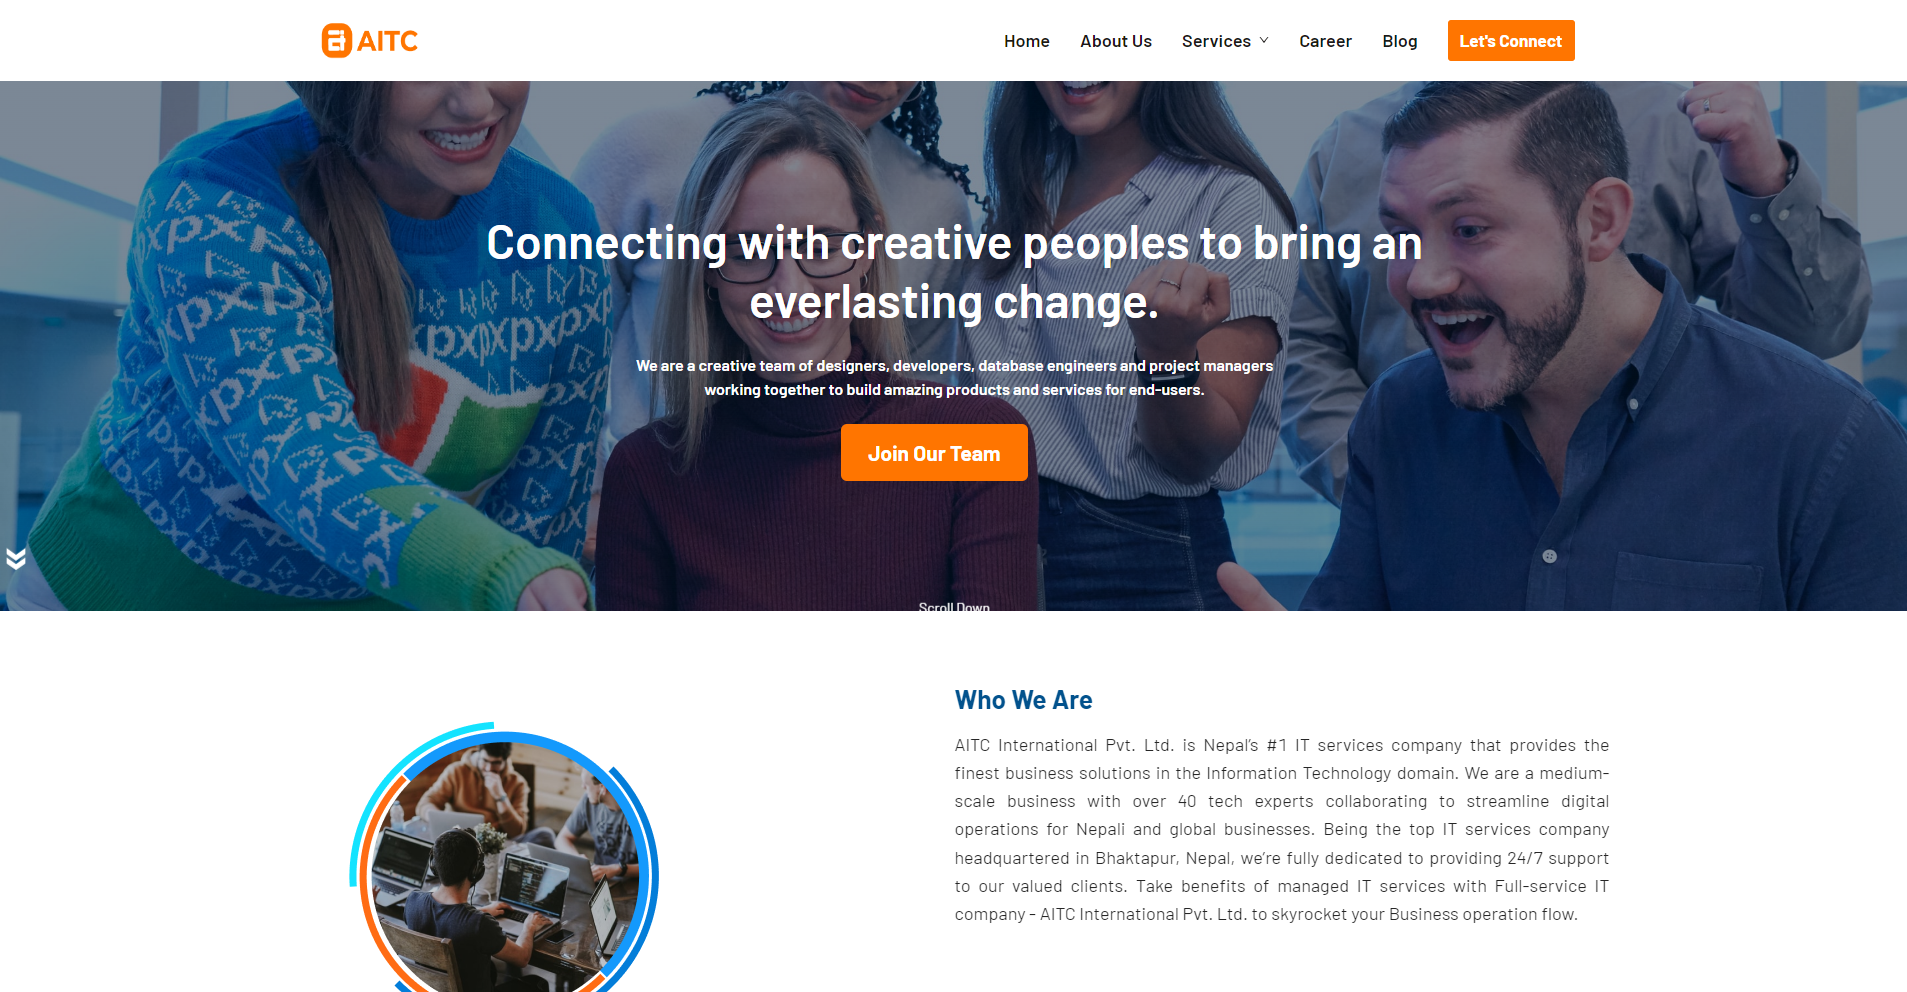 AITC
Home
About Us
Services
Career
Blog
Let's Connect
Connecting with creative peoples to bring an
everlasting change.
We are a creative team of designers, developers, database engineers and project managers
working together to build amazing products and services for end-users.
Join Our Team
Scroll Down
Who We Are
AITC International Pvt. Ltd. is Nepal’s #1 IT services company that provides the
finest business solutions in the Information Technology domain. We are a medium-
scale business with over 40 tech experts collaborating to streamline digital
operations for Nepali and global businesses. Being the top IT services company
headquartered in Bhaktapur, Nepal, we’re fully dedicated to providing 24/7 support
to our valued clients. Take benefits of managed IT services with Full-service IT
company - AITC International Pvt. Ltd. to skyrocket your Business operation flow.